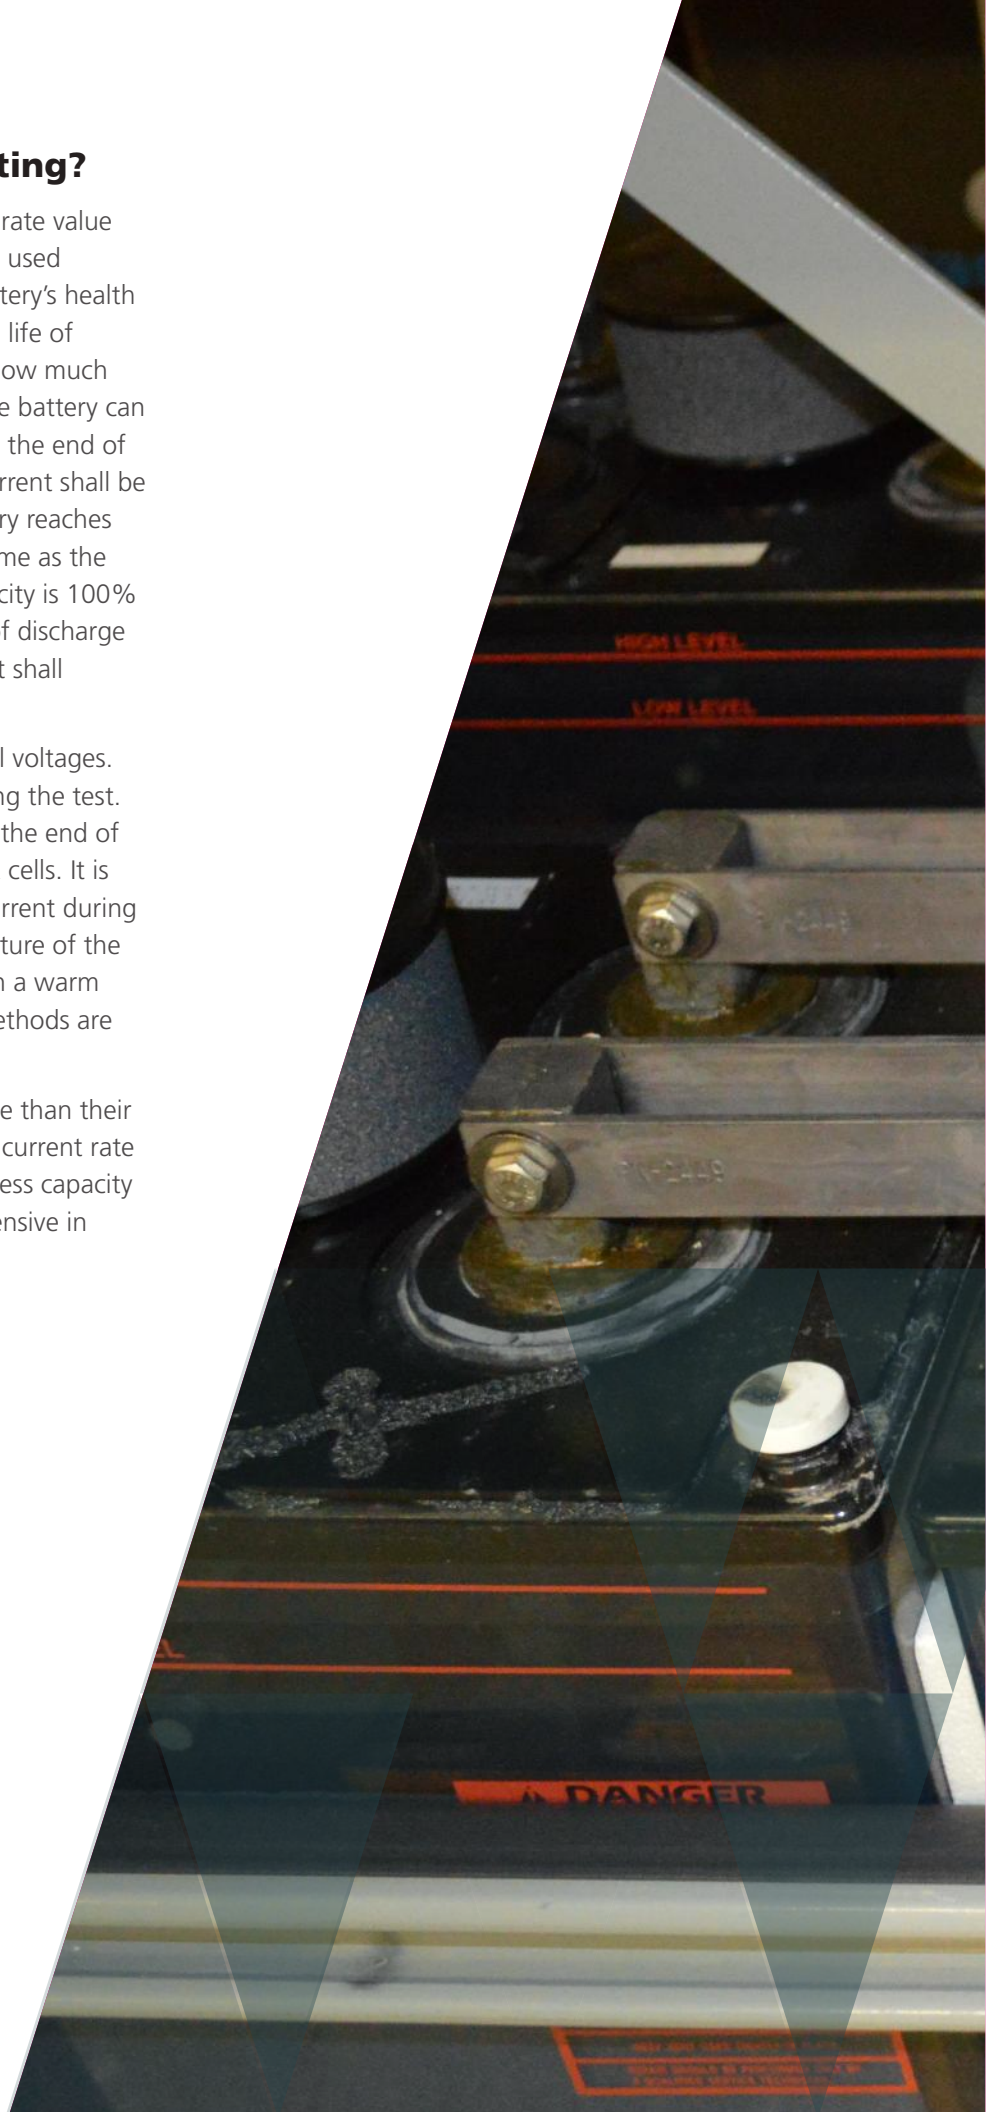 ting?
rate value
used
tery’s health
life of
ow much
e battery can
the end of
rrent shall be
ry reaches
me as the
city is 100%
f discharge
t shall
l voltages.
ng the test.
the end of
cells. It is
rrent during
ture of the
n a warm
ethods are
e than their
current rate
ess capacity
ensive in
HIGH LEVEL
LOW LEVEL
EL
DANGER